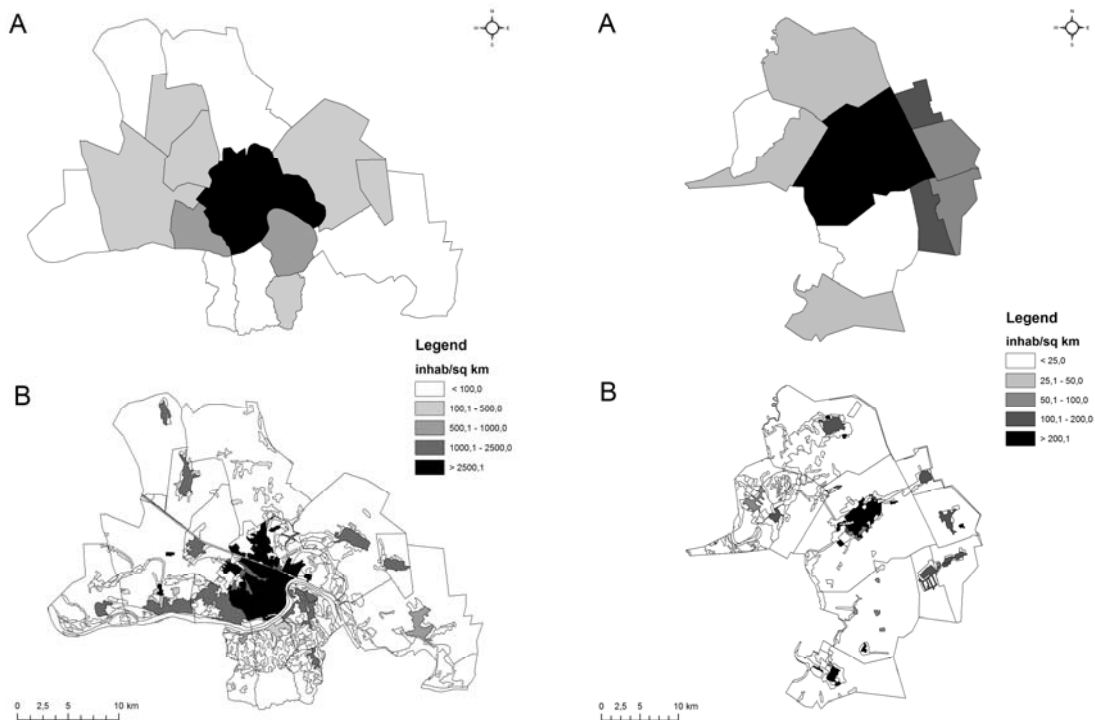 A
N
W
E
S
Legend
inhab/sq km
< 100,0
100,1 - 500,0
500,1 - 1000,0
1000,1 - 2500,0
> 2500,1
B
0 2,5 5 10 km
A
N
W
E
S
Legend
inhab/sq km
< 25,0
25,1 - 50,0
50,1 - 100,0
100,1 - 200,0
> 200,1
B
0 2,5 5 10 km